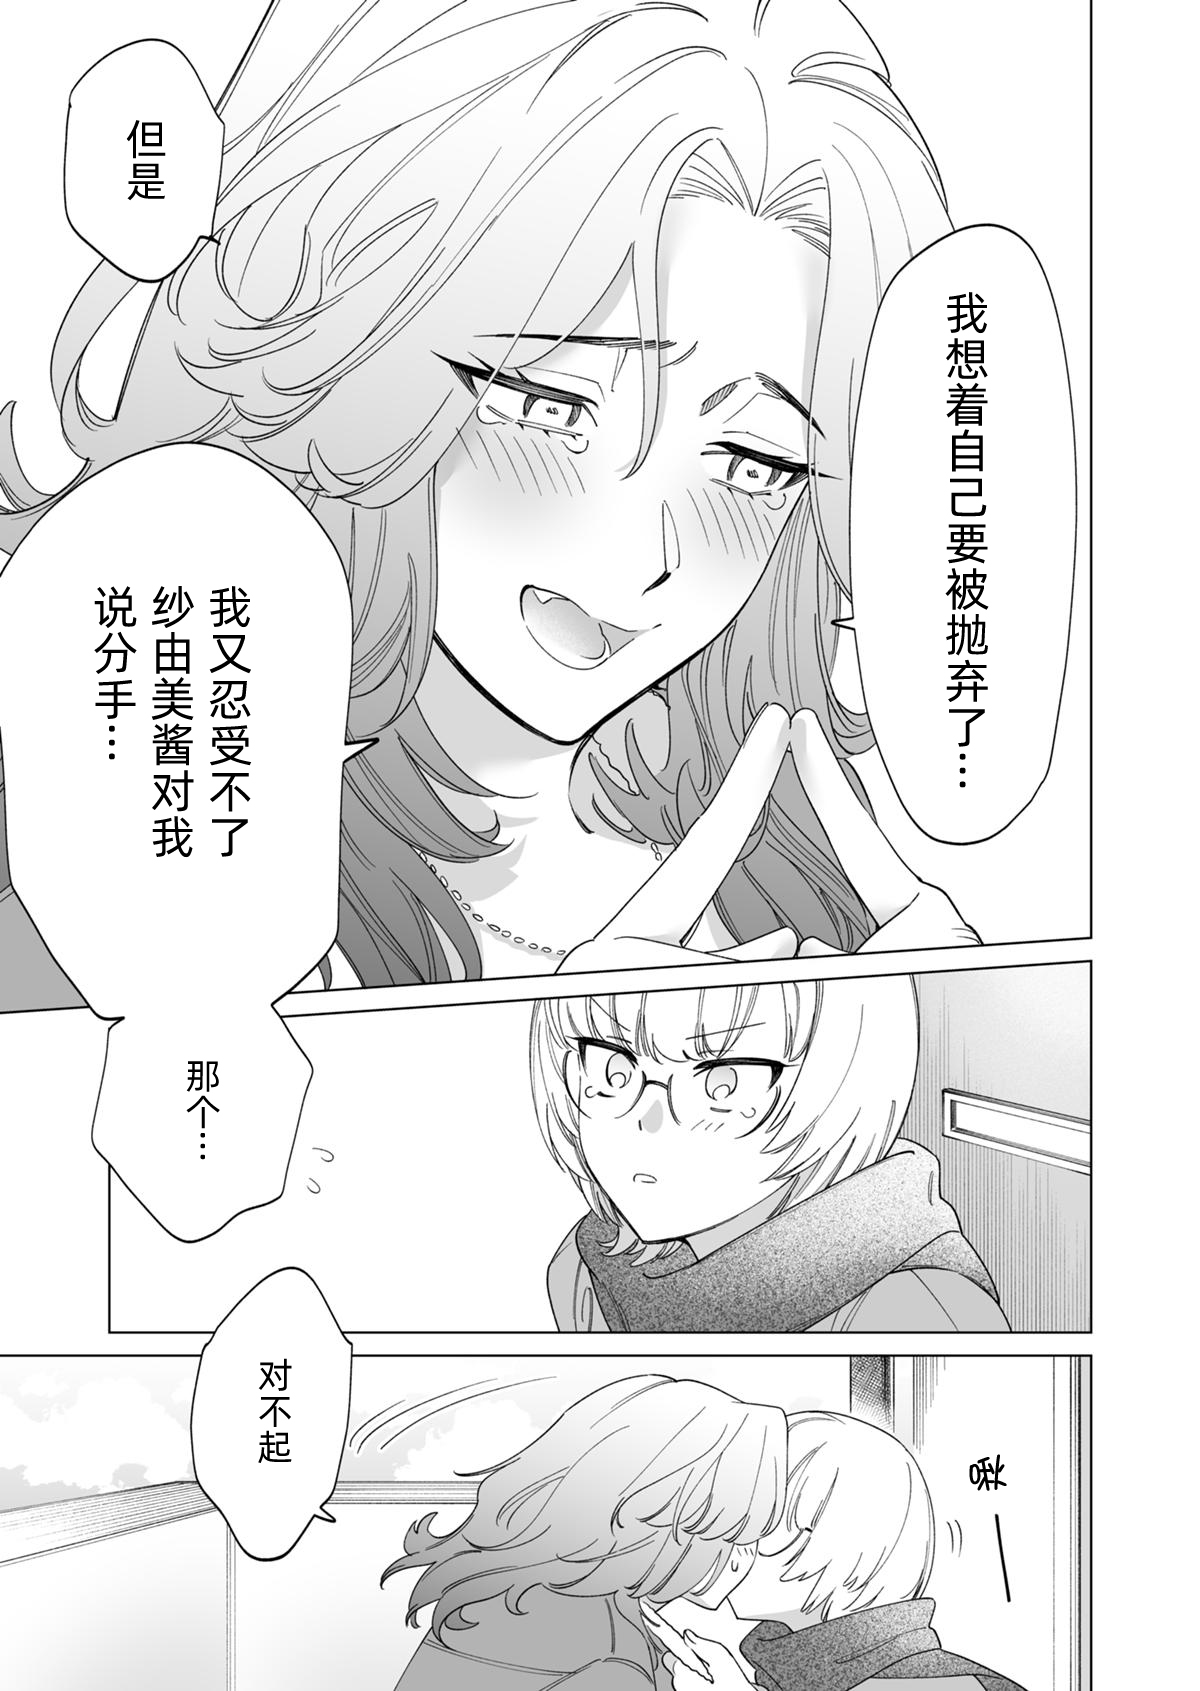 我想着自己要被抛弃了…
但是
我又忍受不了
纱由美酱对我
说分手…
那个…
对不起